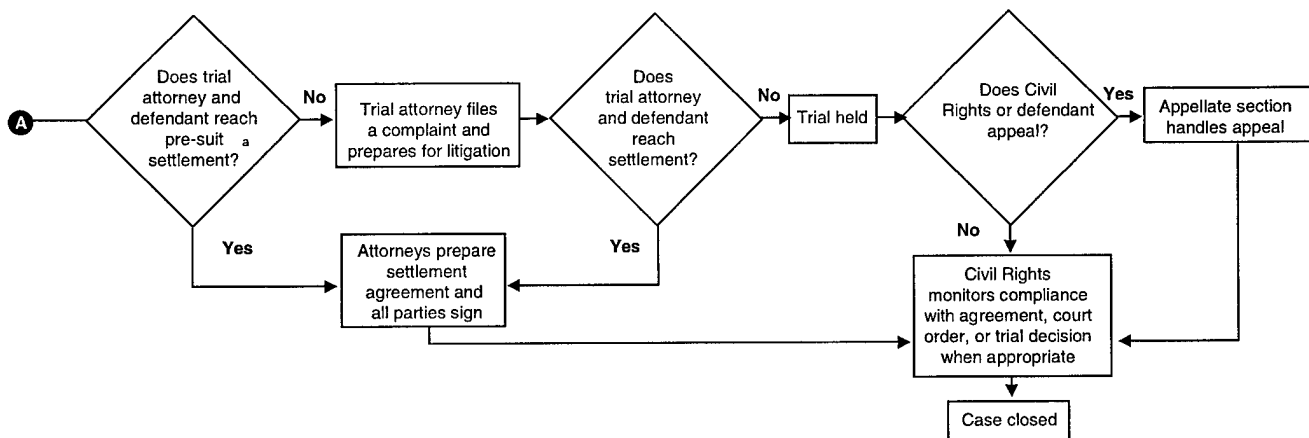 A
Does trial
attorney and
defendant reach
pre-suit a
settlement?
No
Trial attorney files
a complaint and
prepares for litigation
Does
trial attorney
and defendant
reach
settlement?
No
Trial held
Does Civil
Rights or defendant
appeal?
Yes
Appellate section
handles appeal
Yes
Attorneys prepare
settlement
agreement and
all parties sign
Yes
No
Civil Rights
monitors compliance
with agreement, court
order, or trial decision
when appropriate
Case closed